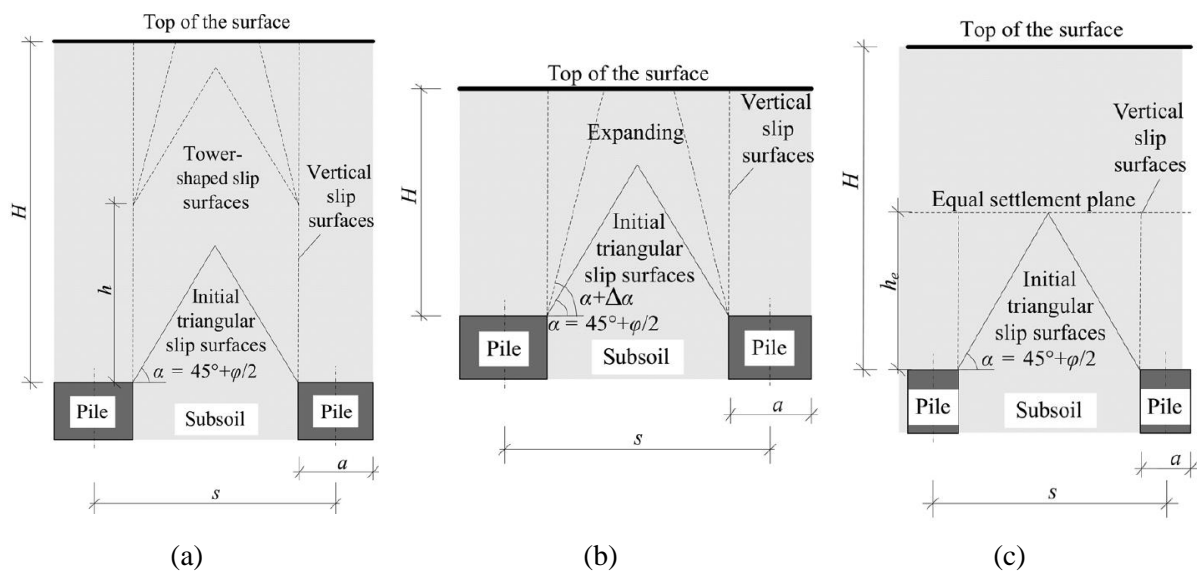 Top of the surface
H
h
Tower-
shaped slip
surfaces
Vertical
slip
surfaces
Initial
triangular
slip surfaces
α = 45°+φ/2
Pile
Subsoil
Pile
a
s
(a)
Top of the surface
H
Expanding
Vertical
slip
surfaces
Initial
triangular
slip surfaces
α+Δα
α = 45°+φ/2
Pile
Subsoil
Pile
a
s
(b)
Top of the surface
H
Vertical
slip
surfaces
Equal settlement plane
hₑ
Initial
triangular
slip surfaces
α = 45°+φ/2
Pile
Subsoil
Pile
a
s
(c)